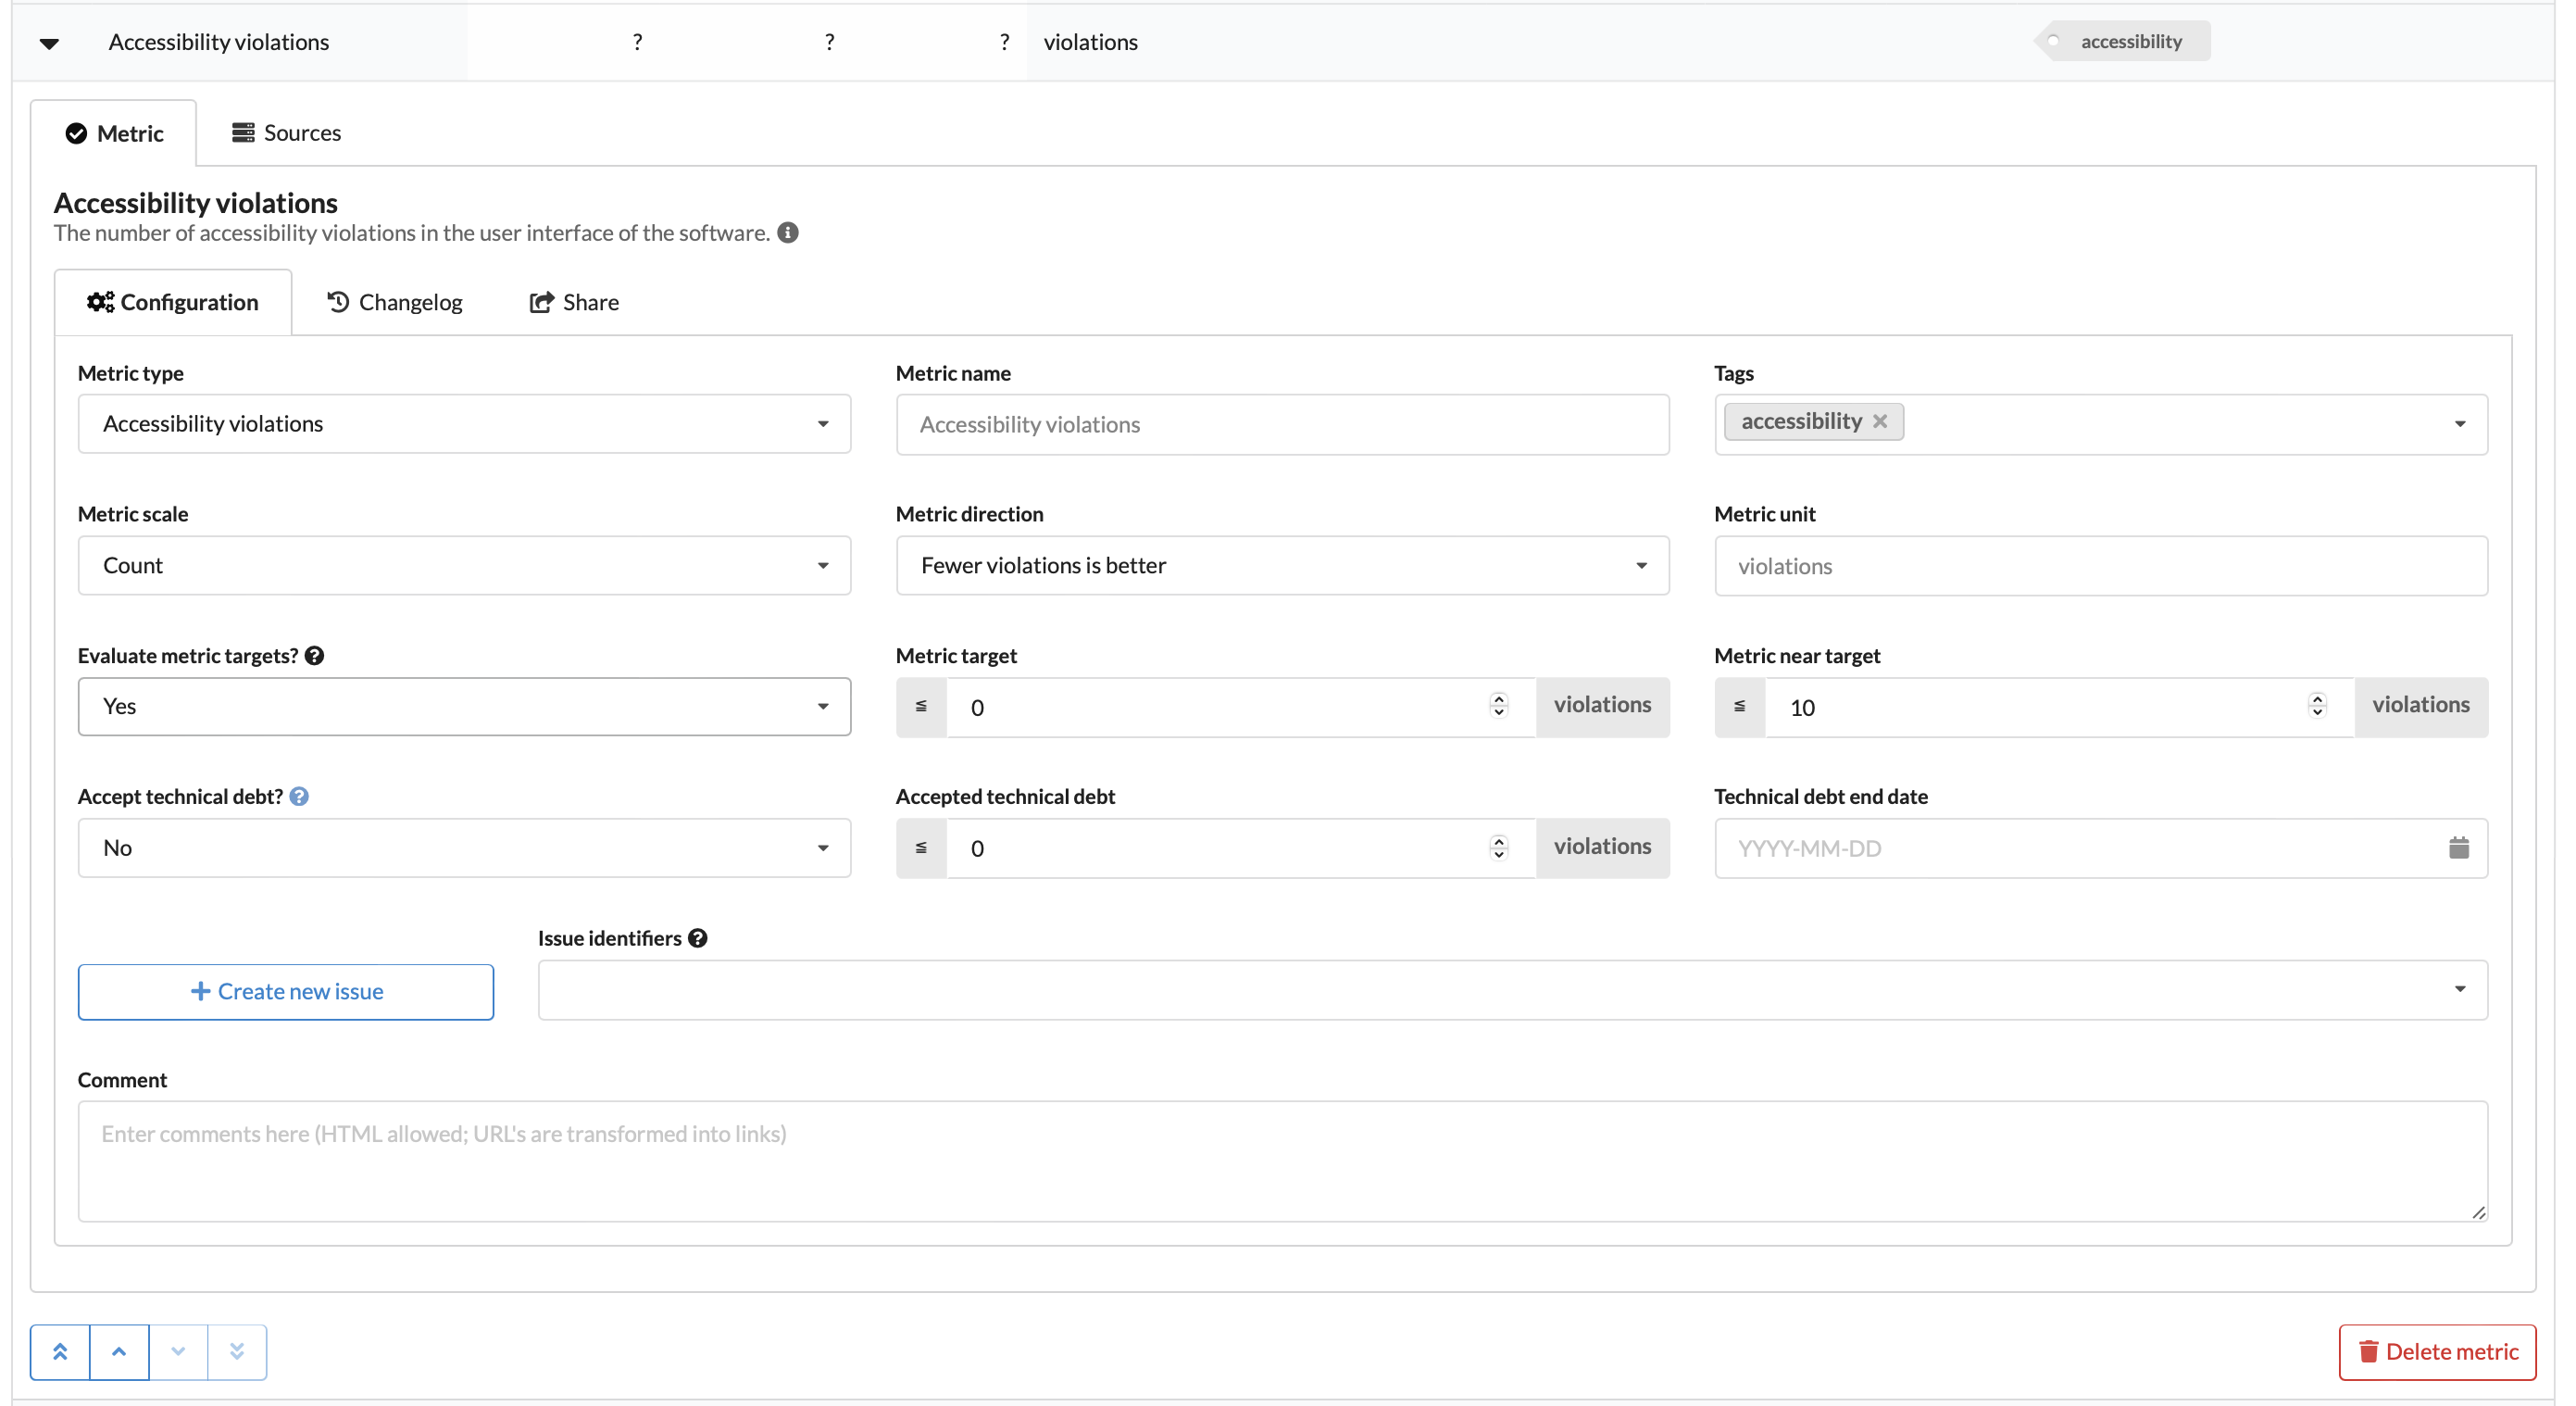 Accessibility violations ? ? ? violations accessibility
Metric Sources
Accessibility violations
The number of accessibility violations in the user interface of the software.
Configuration Changelog Share
Metric type Metric name Tags
Accessibility violations Accessibility violations accessibility
Metric scale Metric direction Metric unit
Count Fewer violations is better violations
Evaluate metric targets? Metric target Metric near target
Yes ≦ 0 violations ≦ 10 violations
Accept technical debt? Accepted technical debt Technical debt end date
No ≦ 0 violations YYYY-MM-DD
Issue identifiers
Create new issue
Comment
Enter comments here (HTML allowed; URL's are transformed into links)
Delete metric